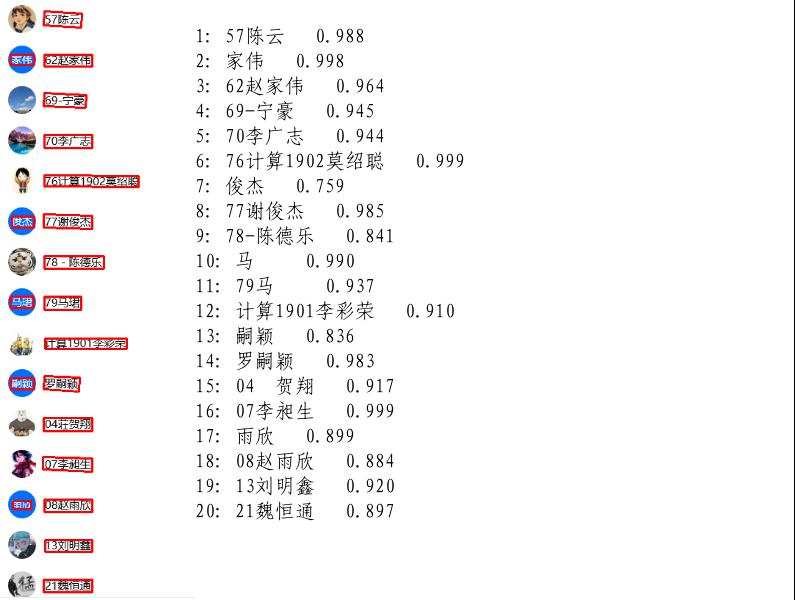 57陈云
家伟 62赵家伟
69-宁豪
70李广志
76计算1902莫绍聪
俊杰 77谢俊杰
78 - 陈德乐
马珺 79马珺
计算1901李彩荣
嗣颖 罗嗣颖
04荘贺翔
07李昶生
雨欣 08赵雨欣
13刘明鑫
猛 21魏恒通
1: 57陈云 0.988
2: 家伟 0.998
3: 62赵家伟 0.964
4: 69-宁豪 0.945
5: 70李广志 0.944
6: 76计算1902莫绍聪 0.999
7: 俊杰 0.759
8: 77谢俊杰 0.985
9: 78-陈德乐 0.841
10: 马 0.990
11: 79马 0.937
12: 计算1901李彩荣 0.910
13: 嗣颖 0.836
14: 罗嗣颖 0.983
15: 04 贺翔 0.917
16: 07李昶生 0.999
17: 雨欣 0.899
18: 08赵雨欣 0.884
19: 13刘明鑫 0.920
20: 21魏恒通 0.897